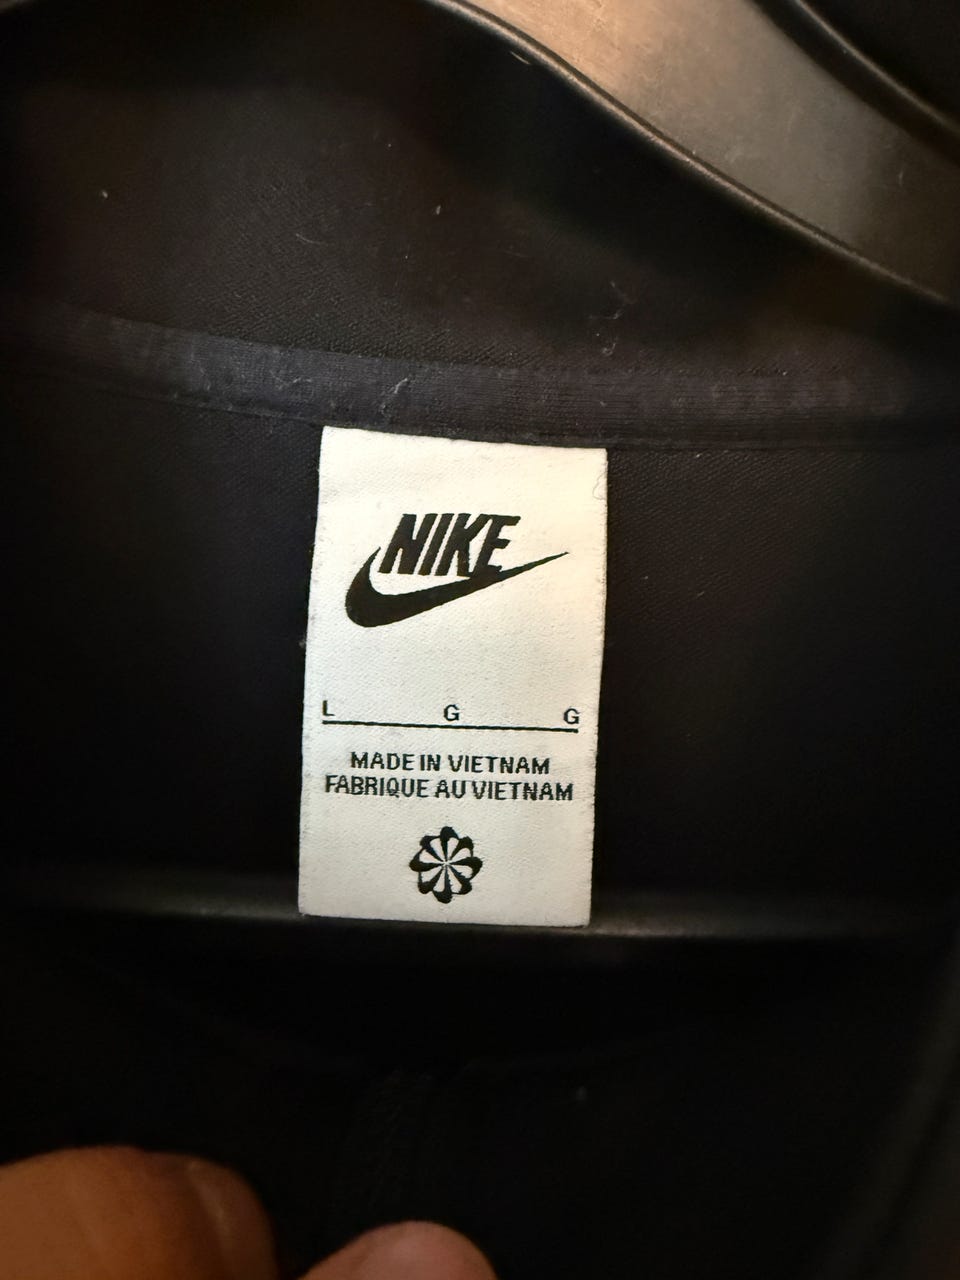 NIKE
L G G
MADE IN VIETNAM
FABRIQUE AU VIETNAM